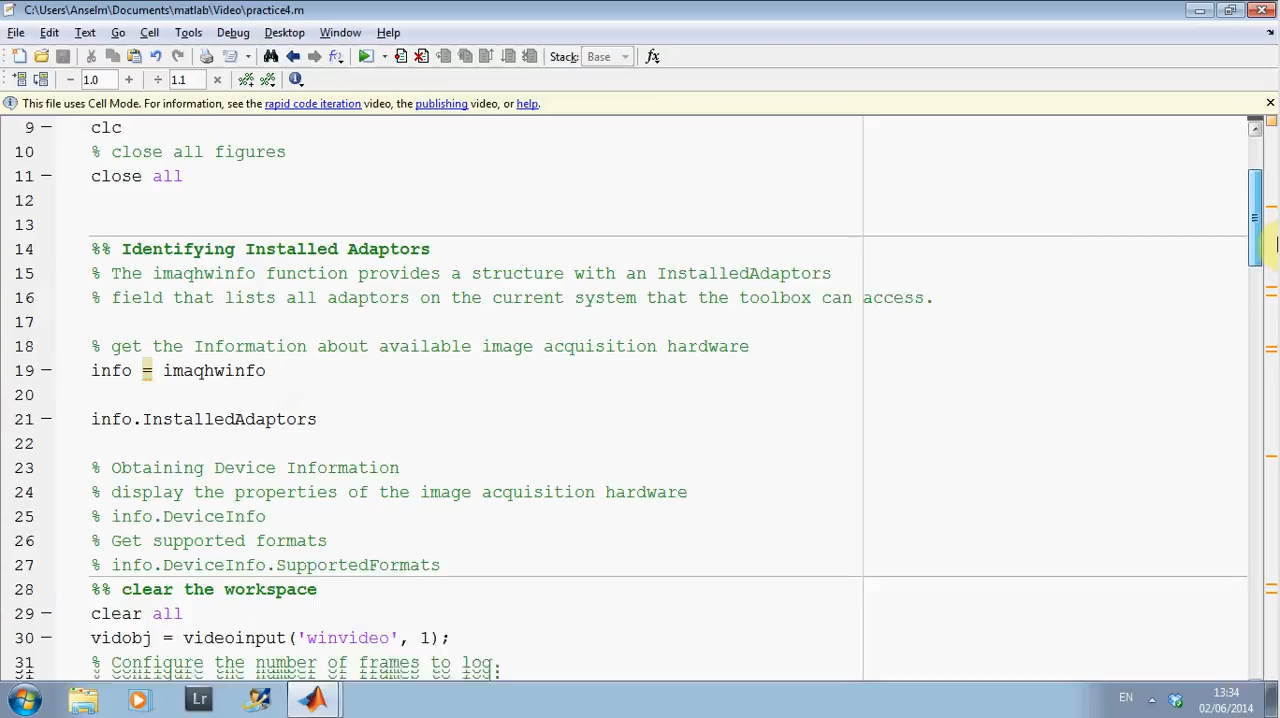 C:\Users\Anselm\Documents\matlab\Video\practice4.m
File Edit Text Go Cell Tools Debug Desktop Window Help
Stack: Base fx
1.0 1.1
This file uses Cell Mode. For information, see the rapid code iteration video, the publishing video, or help.
9 clc
10 % close all figures
11 close all
12
13
14 %% Identifying Installed Adaptors
15 % The imaqhwinfo function provides a structure with an InstalledAdaptors
16 % field that lists all adaptors on the current system that the toolbox can access.
17
18 % get the Information about available image acquisition hardware
19 info = imaqhwinfo
20
21 info.InstalledAdaptors
22
23 % Obtaining Device Information
24 % display the properties of the image acquisition hardware
25 % info.DeviceInfo
26 % Get supported formats
27 % info.DeviceInfo.SupportedFormats
28 %% clear the workspace
29 clear all
30 vidobj = videoinput('winvideo', 1);
31 % Configure the number of frames to log.
Lr
EN
13:34
02/06/2014